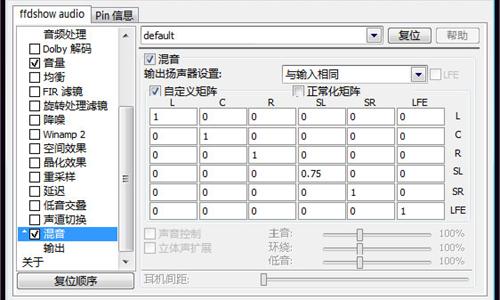 ffdshow audio Pin 信息
音频处理
Dolby 解码
音量
均衡
FIR 滤镜
旋转处理滤镜
降噪
Winamp 2
空间效果
晶化效果
重采样
延迟
低音交叠
声道切换
混音
输出
关于
复位顺序
default 复位 帮助
混音
输出扬声器设置: 与输入相同 LFE
自定义矩阵 正常化矩阵
L C R SL SR LFE
1 0 0 0 0 0 L
0 1 0 0 0 0 C
0 0 1 0 0 0 R
0 0 0 0.75 0 0 SL
0 0 0 0 1 0 SR
0 0 0 0 0 1 LFE
声音控制 主音: 100%
立体声扩展 环绕: 100%
低音: 100%
耳机间距: